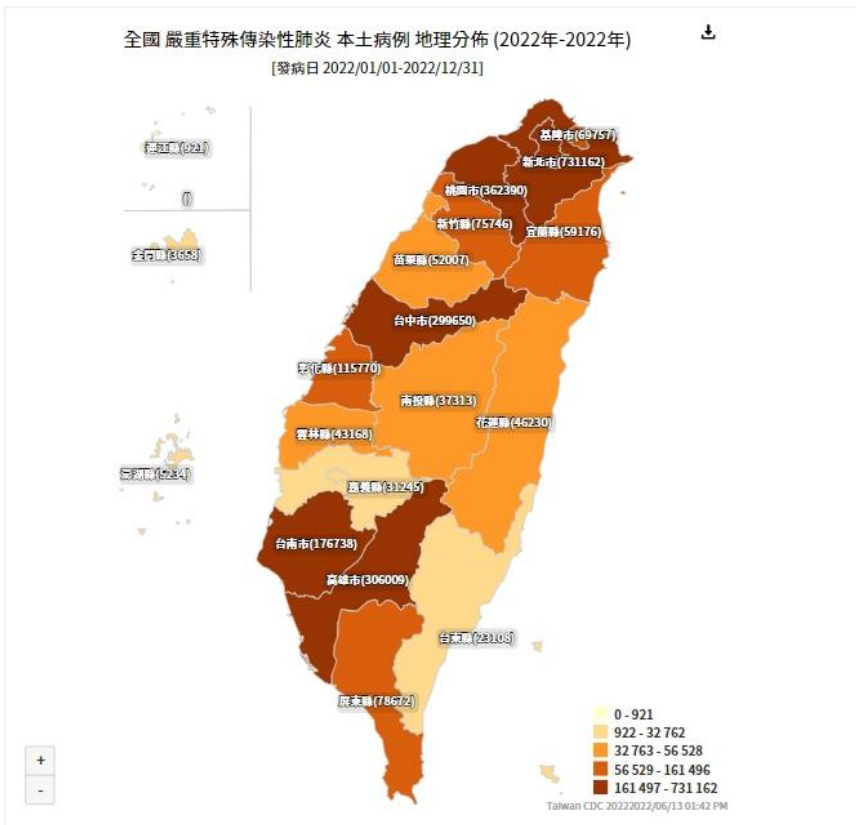 全國 嚴重特殊傳染性肺炎 本土病例 地理分佈 (2022年-2022年)
[發病日 2022/01/01-2022/12/31]
連江縣(921)
()
金門縣(3658)
澎湖縣(5234)
基隆市(69757)
新北市(731162)
桃園市(362390)
新竹縣(75746)
宜蘭縣(59176)
苗栗縣(52007)
台中市(299650)
彰化縣(115770)
南投縣(37313)
花蓮縣(46230)
雲林縣(43168)
嘉義縣(31245)
台南市(176738)
高雄市(306009)
台東縣(23108)
屏東縣(78672)
0 - 921
922 - 32 762
32 763 - 56 528
56 529 - 161 496
161 497 - 731 162
Taiwan CDC 20222022/06/13 01:42 PM
+
-